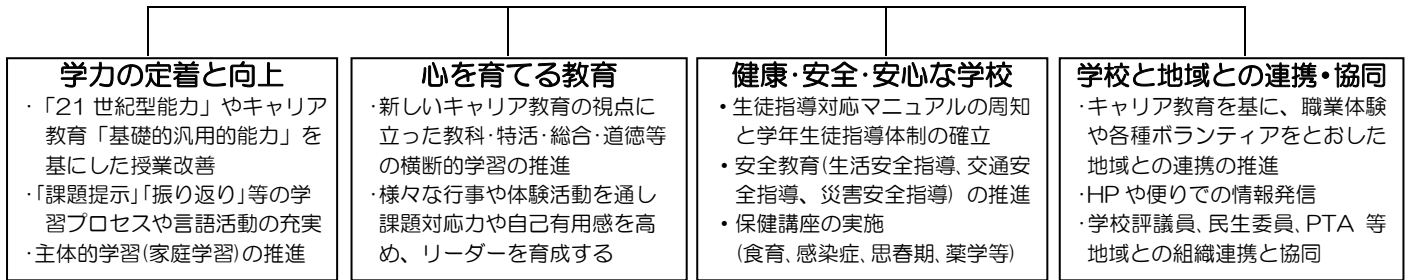 学力の定着と向上
・「21 世紀型能力」やキャリア
教育「基礎的汎用的能力」を
基にした授業改善
・「課題提示」「振り返り」等の学
習プロセスや言語活動の充実
・主体的学習(家庭学習)の推進
心を育てる教育
・新しいキャリア教育の視点に
立った教科・特活・総合・道徳等
の横断的学習の推進
・様々な行事や体験活動を通し
課題対応力や自己有用感を高
め、リーダーを育成する
健康・安全・安心な学校
・生徒指導対応マニュアルの周知
と学年生徒指導体制の確立
・安全教育(生活安全指導、交通安
全指導、災害安全指導) の推進
・保健講座の実施
(食育、感染症、思春期、薬学等)
学校と地域との連携・協同
・キャリア教育を基に、職業体験
や各種ボランティアをとおした
地域との連携の推進
・HP や便りでの情報発信
・学校評議員、民生委員、PTA 等
地域との組織連携と協同